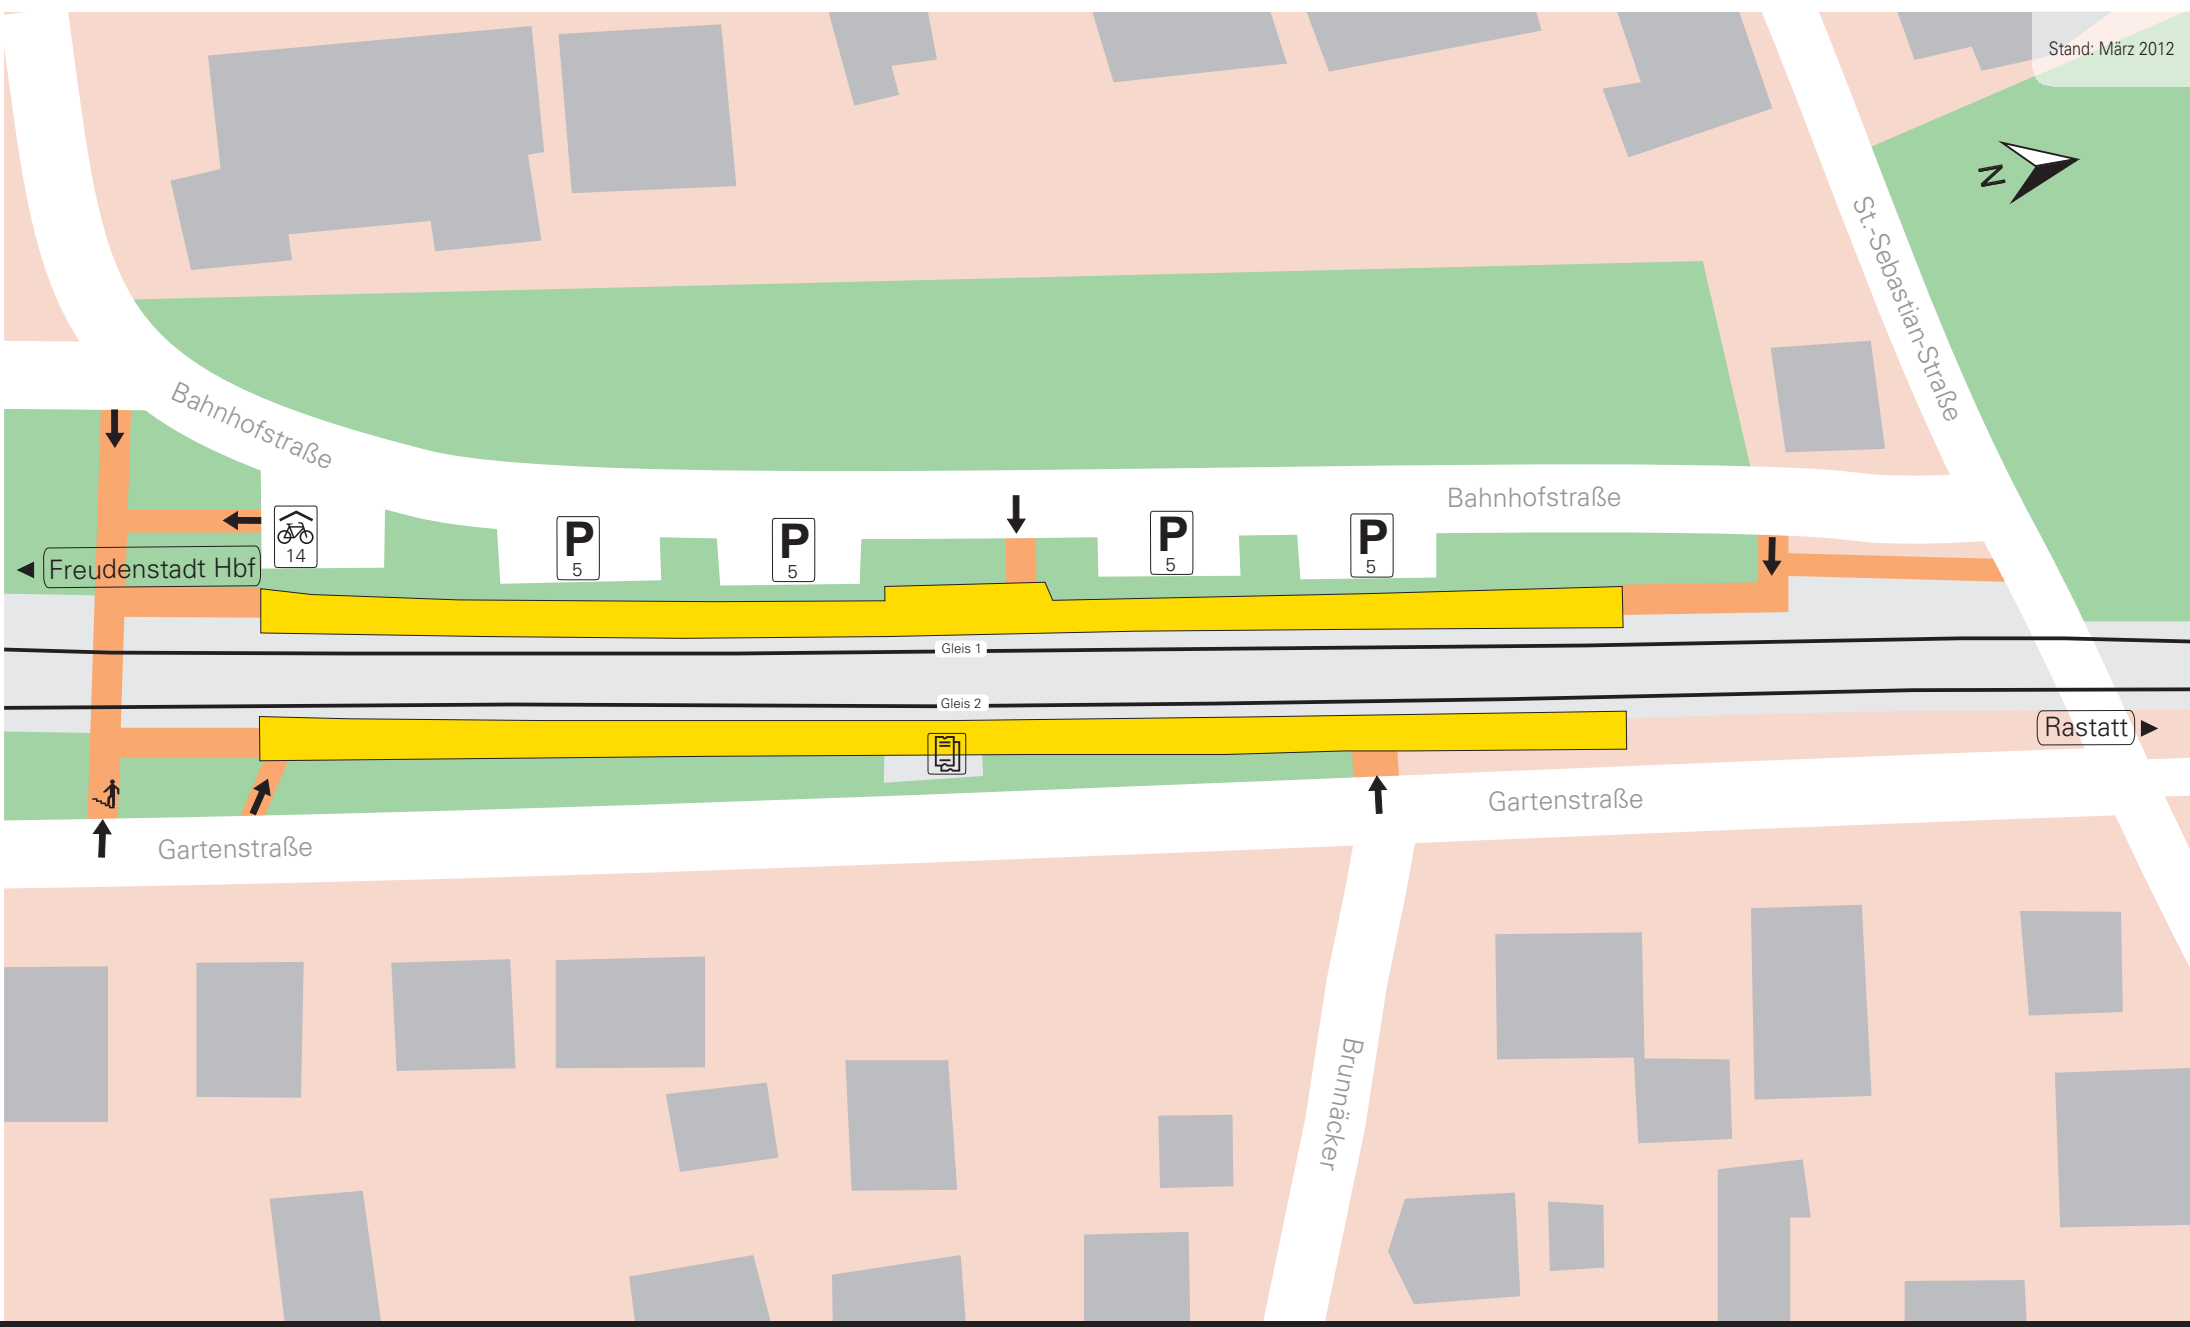 Stand: März 2012
N
St.-Sebastian-Straße
Bahnhofstraße
Bahnhofstraße
14
P
5
P
5
P
5
P
5
Freudenstadt Hbf
Gleis 1
Gleis 2
Rastatt
Gartenstraße
Gartenstraße
Brunnäcker